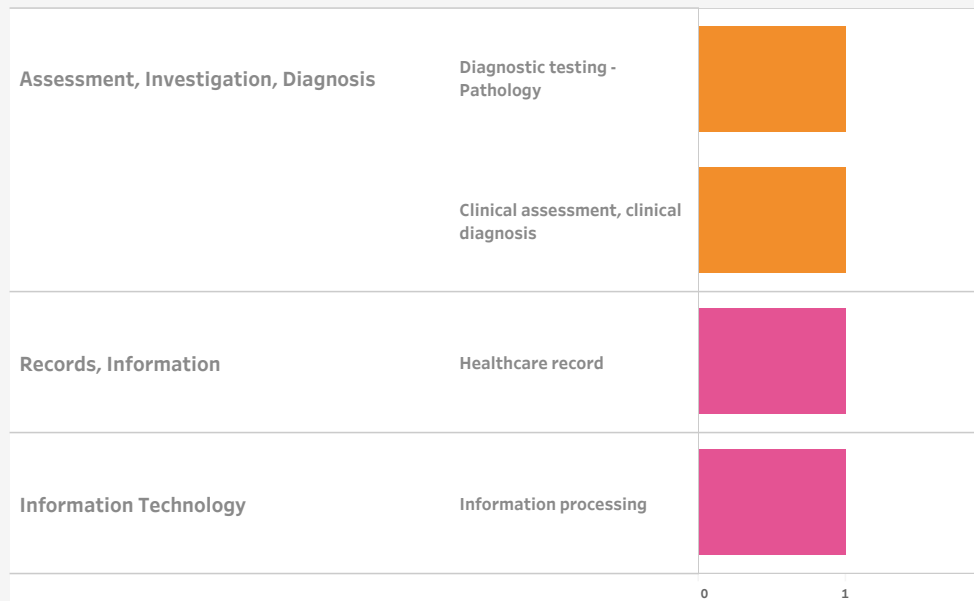 Assessment, Investigation, Diagnosis
Diagnostic testing -
Pathology
Clinical assessment, clinical
diagnosis
Records, Information
Healthcare record
Information Technology
Information processing
0
1